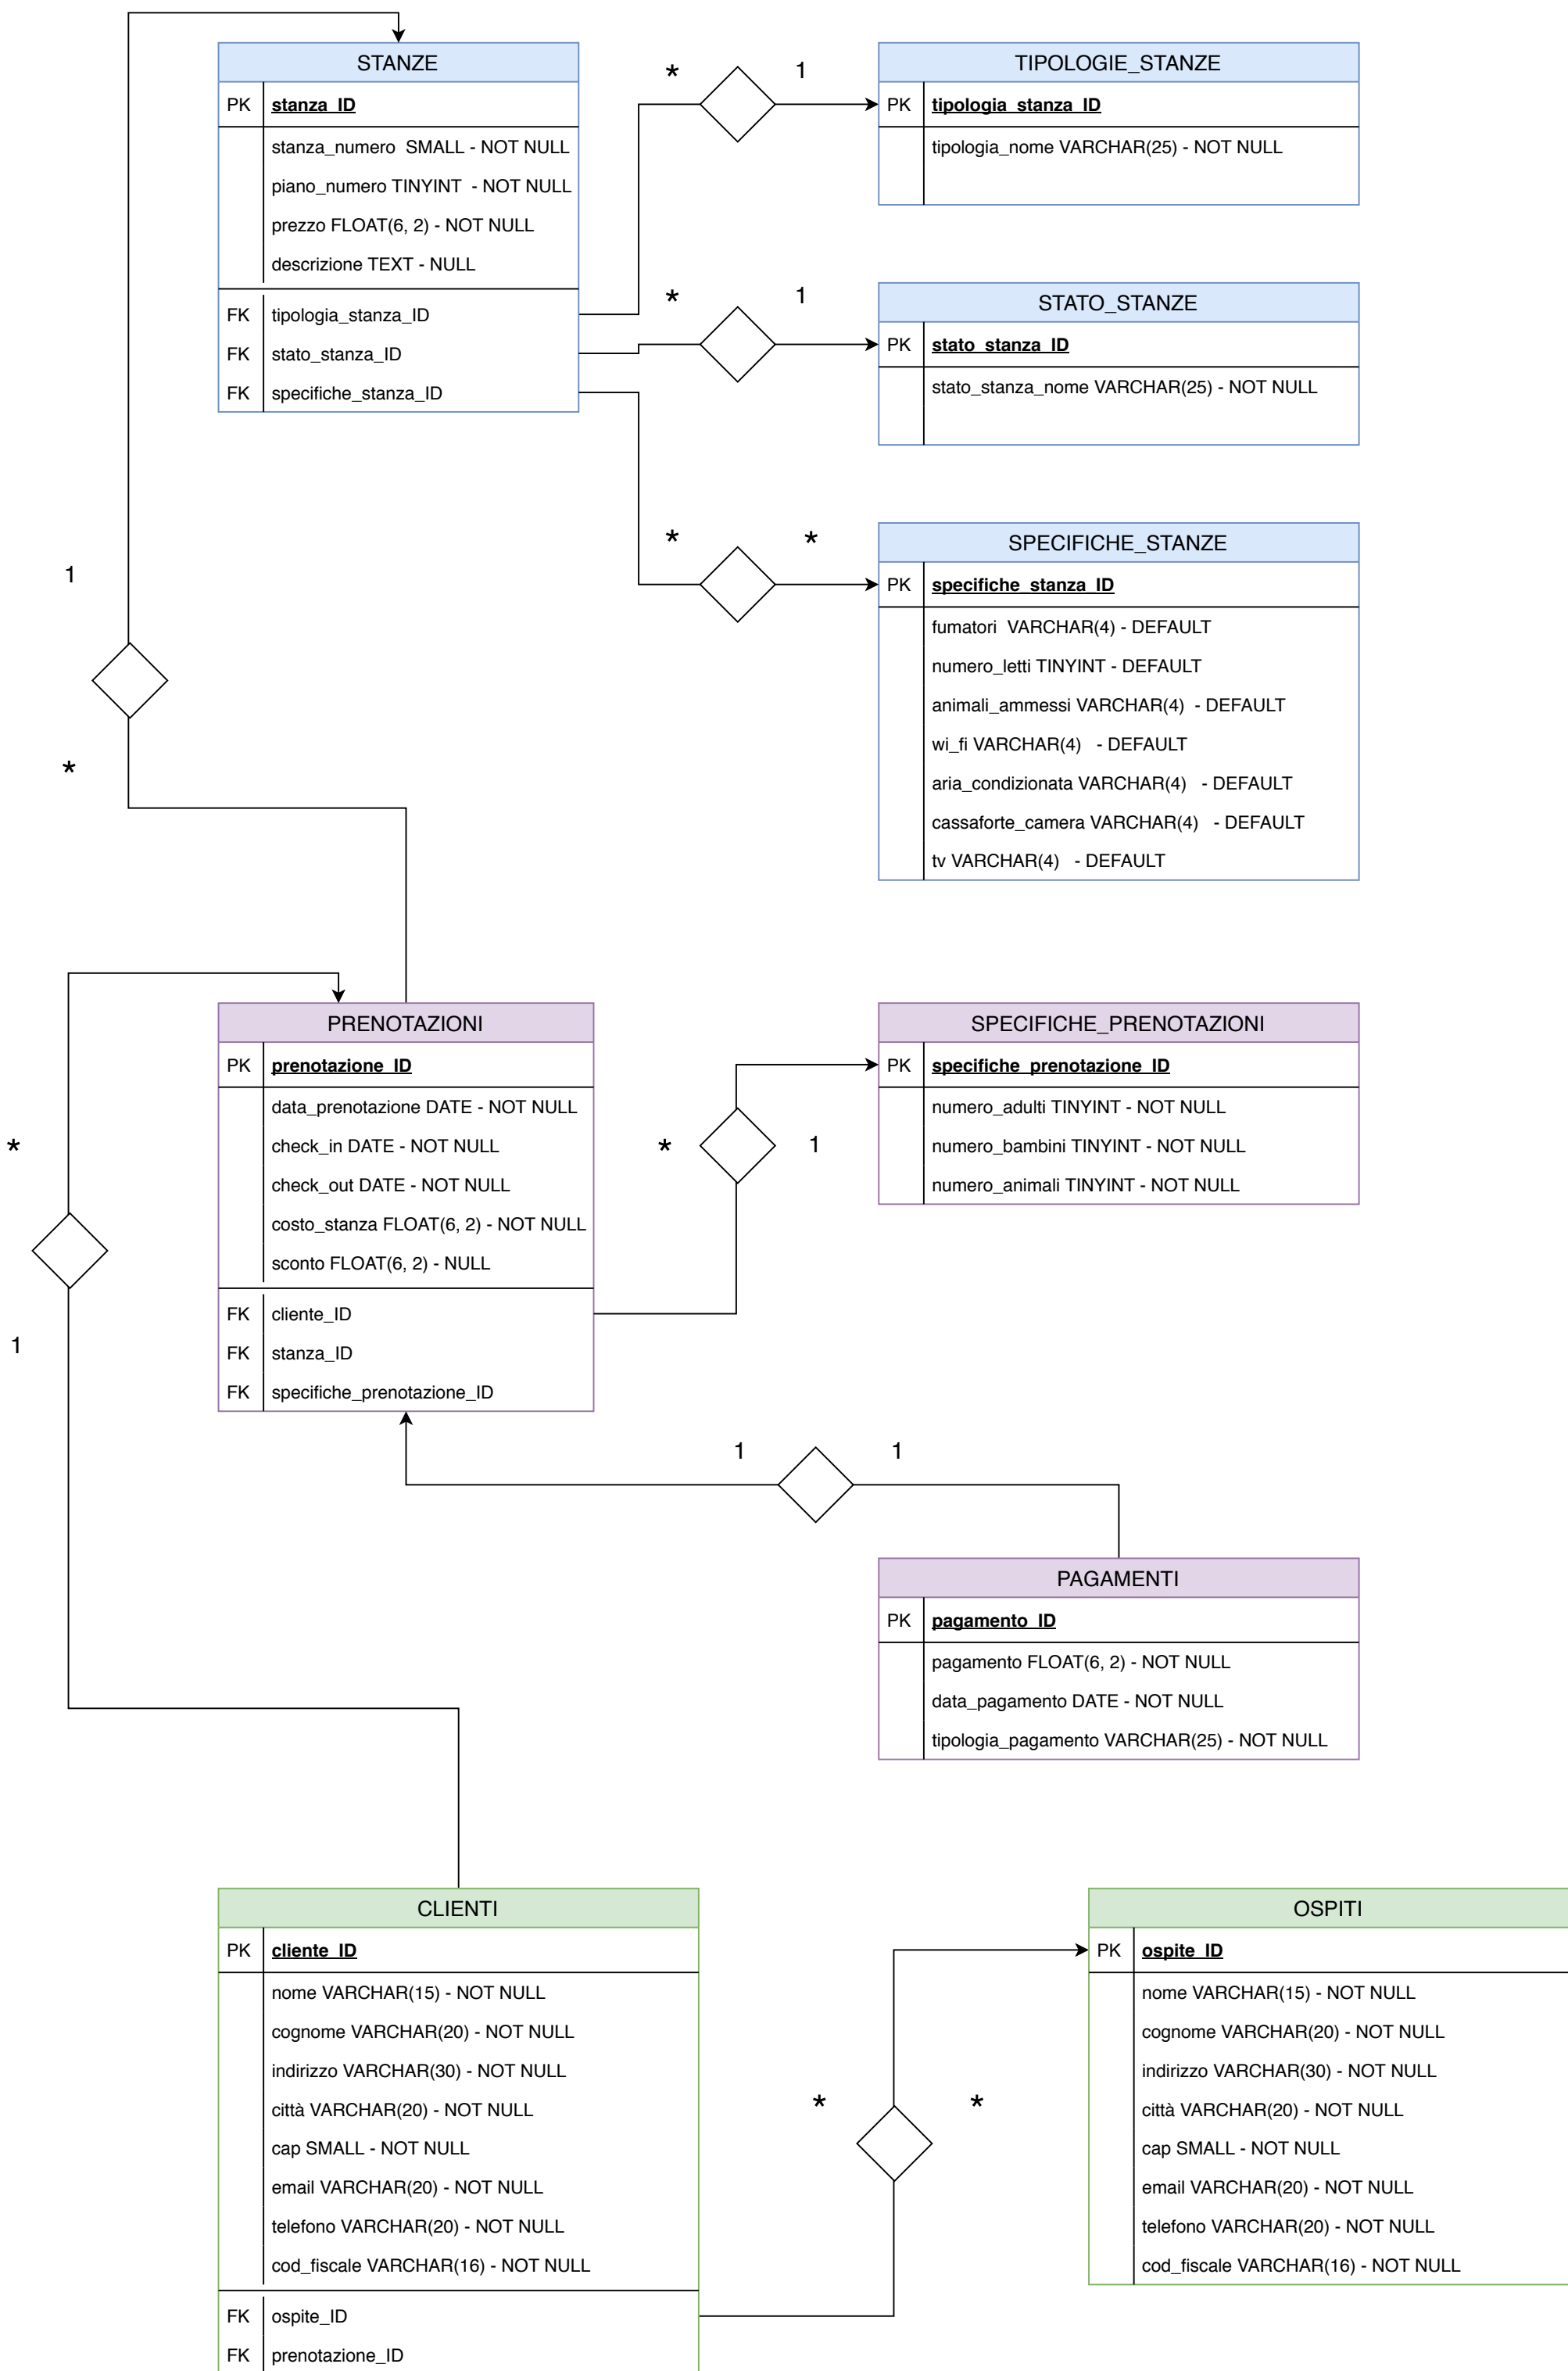 STANZE
PK stanza_ID
stanza_numero SMALL - NOT NULL
piano_numero TINYINT - NOT NULL
prezzo FLOAT(6, 2) - NOT NULL
descrizione TEXT - NULL
FK tipologia_stanza_ID
FK stato_stanza_ID
FK specifiche_stanza_ID
* 1
TIPOLOGIE_STANZE
PK tipologia_stanza_ID
tipologia_nome VARCHAR(25) - NOT NULL
* 1
STATO_STANZE
PK stato_stanza_ID
stato_stanza_nome VARCHAR(25) - NOT NULL
* *
SPECIFICHE_STANZE
PK specifiche_stanza_ID
fumatori VARCHAR(4) - DEFAULT
numero_letti TINYINT - DEFAULT
animali_ammessi VARCHAR(4) - DEFAULT
wi_fi VARCHAR(4) - DEFAULT
aria_condizionata VARCHAR(4) - DEFAULT
cassaforte_camera VARCHAR(4) - DEFAULT
tv VARCHAR(4) - DEFAULT
1
*
PRENOTAZIONI
PK prenotazione_ID
data_prenotazione DATE - NOT NULL
check_in DATE - NOT NULL
check_out DATE - NOT NULL
costo_stanza FLOAT(6, 2) - NOT NULL
sconto FLOAT(6, 2) - NULL
FK cliente_ID
FK stanza_ID
FK specifiche_prenotazione_ID
* 1
SPECIFICHE_PRENOTAZIONI
PK specifiche_prenotazione_ID
numero_adulti TINYINT - NOT NULL
numero_bambini TINYINT - NOT NULL
numero_animali TINYINT - NOT NULL
*
1
1 1
PAGAMENTI
PK pagamento_ID
pagamento FLOAT(6, 2) - NOT NULL
data_pagamento DATE - NOT NULL
tipologia_pagamento VARCHAR(25) - NOT NULL
CLIENTI
PK cliente_ID
nome VARCHAR(15) - NOT NULL
cognome VARCHAR(20) - NOT NULL
indirizzo VARCHAR(30) - NOT NULL
città VARCHAR(20) - NOT NULL
cap SMALL - NOT NULL
email VARCHAR(20) - NOT NULL
telefono VARCHAR(20) - NOT NULL
cod_fiscale VARCHAR(16) - NOT NULL
FK ospite_ID
FK prenotazione_ID
* *
OSPITI
PK ospite_ID
nome VARCHAR(15) - NOT NULL
cognome VARCHAR(20) - NOT NULL
indirizzo VARCHAR(30) - NOT NULL
città VARCHAR(20) - NOT NULL
cap SMALL - NOT NULL
email VARCHAR(20) - NOT NULL
telefono VARCHAR(20) - NOT NULL
cod_fiscale VARCHAR(16) - NOT NULL